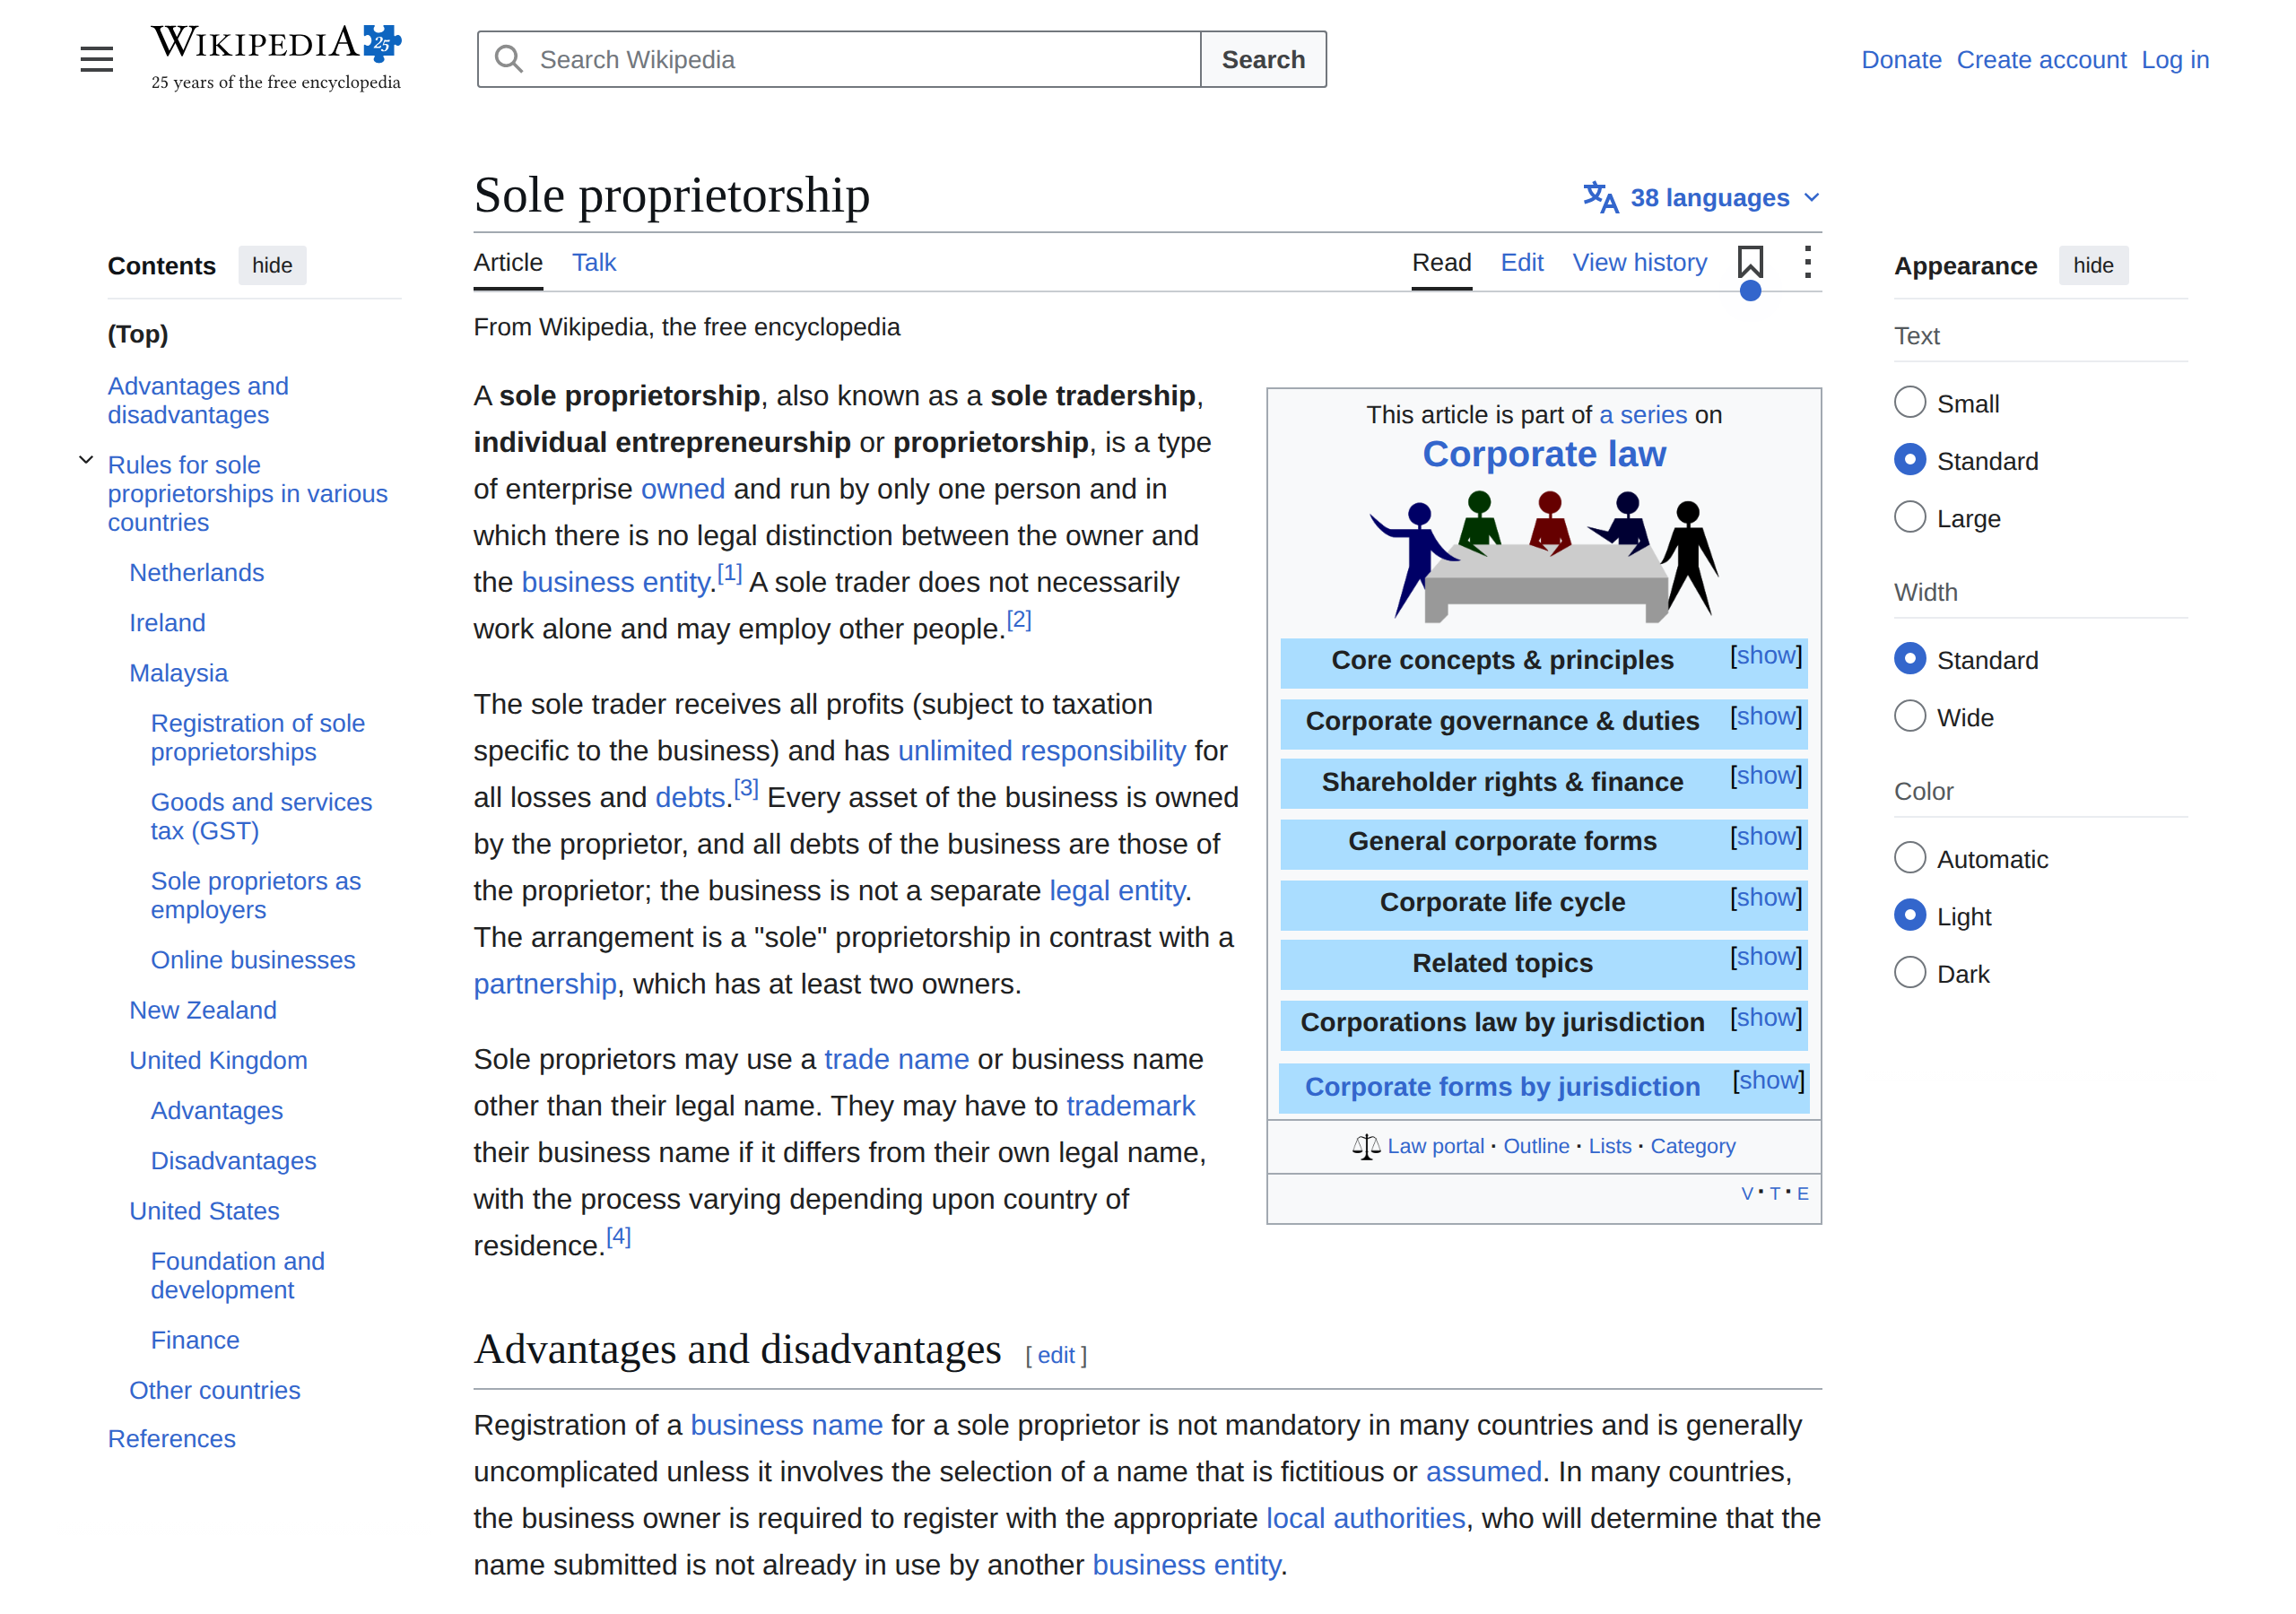 WIKIPEDIA 25
25 years of the free encyclopedia
Search Wikipedia
Search
Donate Create account Log in
Sole proprietorship
38 languages
Article Talk
Read Edit View history
From Wikipedia, the free encyclopedia
Contents hide
(Top)
Advantages and
disadvantages
Rules for sole
proprietorships in various
countries
Netherlands
Ireland
Malaysia
Registration of sole
proprietorships
Goods and services
tax (GST)
Sole proprietors as
employers
Online businesses
New Zealand
United Kingdom
Advantages
Disadvantages
United States
Foundation and
development
Finance
Other countries
References
A sole proprietorship, also known as a sole tradership,
individual entrepreneurship or proprietorship, is a type
of enterprise owned and run by only one person and in
which there is no legal distinction between the owner and
the business entity.[1] A sole trader does not necessarily
work alone and may employ other people.[2]
The sole trader receives all profits (subject to taxation
specific to the business) and has unlimited responsibility for
all losses and debts.[3] Every asset of the business is owned
by the proprietor, and all debts of the business are those of
the proprietor; the business is not a separate legal entity.
The arrangement is a "sole" proprietorship in contrast with a
partnership, which has at least two owners.
Sole proprietors may use a trade name or business name
other than their legal name. They may have to trademark
their business name if it differs from their own legal name,
with the process varying depending upon country of
residence.[4]
This article is part of a series on
Corporate law
Core concepts & principles [show]
Corporate governance & duties [show]
Shareholder rights & finance [show]
General corporate forms [show]
Corporate life cycle [show]
Related topics [show]
Corporations law by jurisdiction [show]
Corporate forms by jurisdiction [show]
Law portal · Outline · Lists · Category
V · T · E
Advantages and disadvantages [ edit ]
Registration of a business name for a sole proprietor is not mandatory in many countries and is generally
uncomplicated unless it involves the selection of a name that is fictitious or assumed. In many countries,
the business owner is required to register with the appropriate local authorities, who will determine that the
name submitted is not already in use by another business entity.
Appearance hide
Text
Small
Standard
Large
Width
Standard
Wide
Color
Automatic
Light
Dark